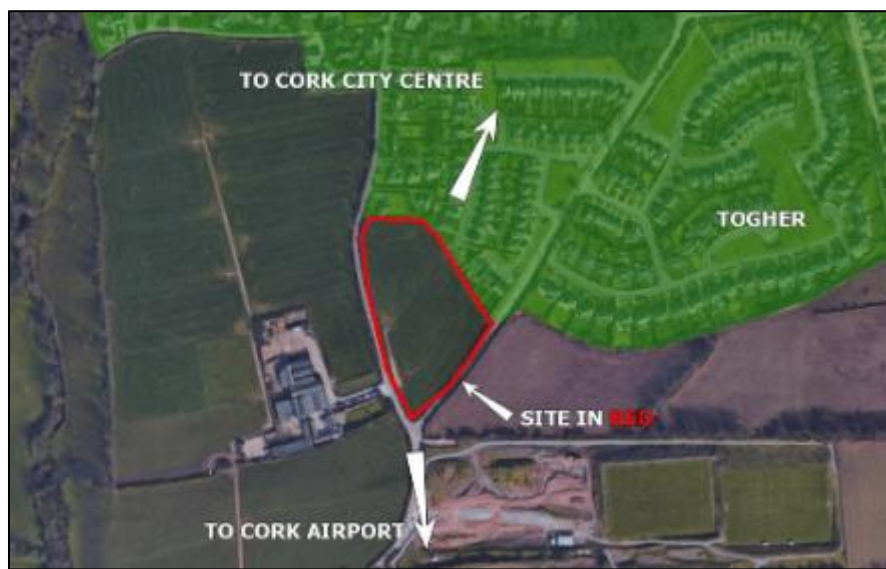 TO CORK CITY CENTRE
TOGHER
SITE IN RED
TO CORK AIRPORT